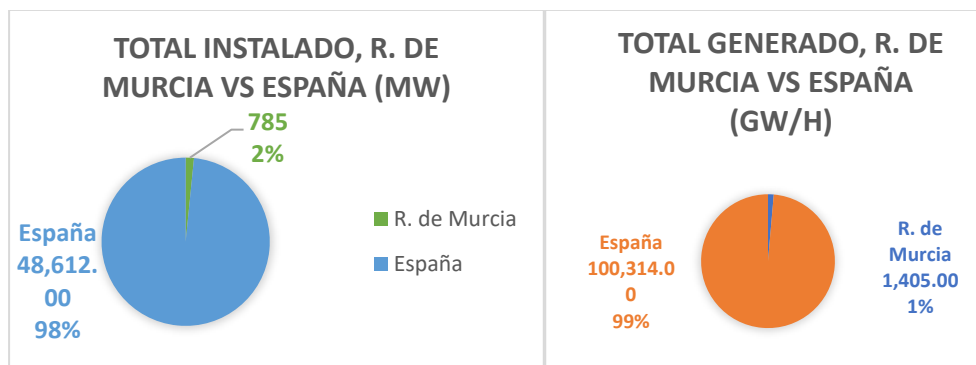 TOTAL INSTALADO, R. DE
MURCIA VS ESPAÑA (MW)
785
2%
España
48,612.
00
98%
R. de Murcia
España
TOTAL GENERADO, R. DE
MURCIA VS ESPAÑA
(GW/H)
España
100,314.0
0
99%
R. de
Murcia
1,405.00
1%